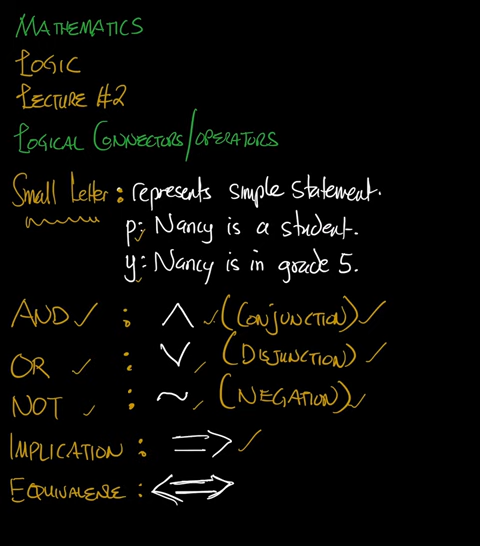 MATHEMATICS
LOGIC
LECTURE #2
LOGICAL CONNECTORS/OPERATORS
Small Letter : represents simple statement.
p: Nancy is a student.
y: Nancy is in grade 5.
AND ✓ : ∧ ✓ (CONJUNCTION) ✓
OR ✓ : ∨ ✓ (DISJUNCTION) ✓
NOT ✓ : ~ ✓ (NEGATION) ✓
IMPLICATION : ⇒ ✓
EQUIVALENSE : ⇔